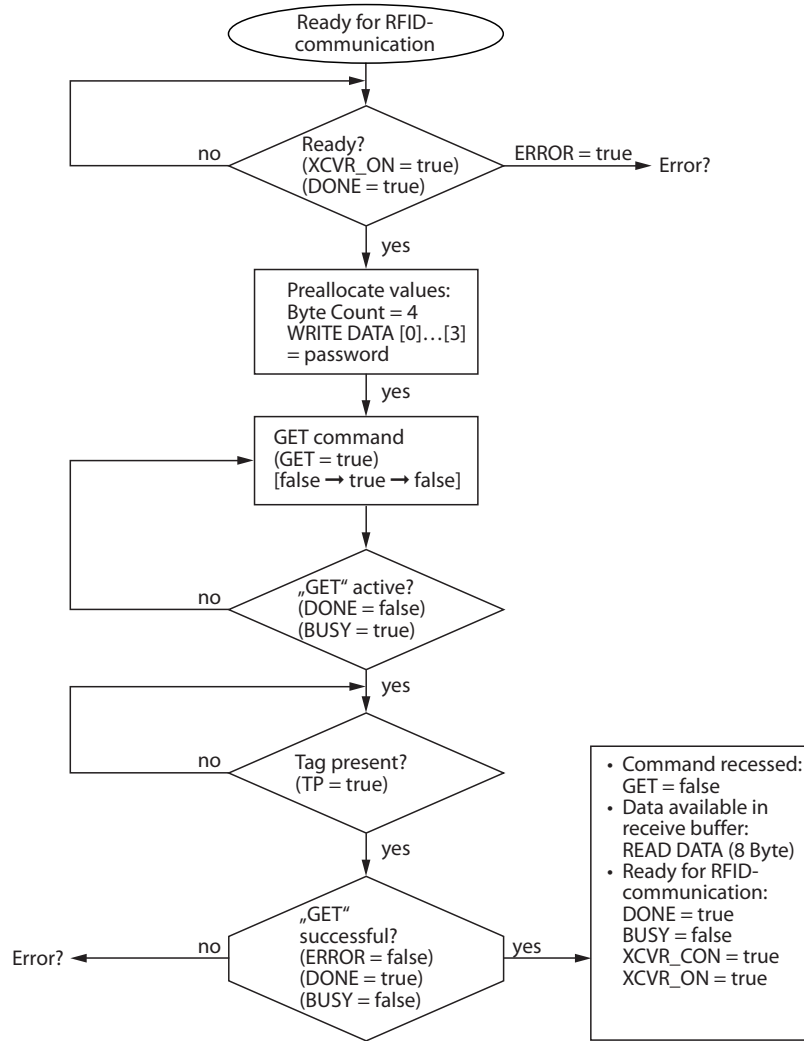 Ready for RFID-
communication
no
Ready?
(XCVR_ON = true)
(DONE = true)
ERROR = true
Error?
yes
Preallocate values:
Byte Count = 4
WRITE DATA [0]…[3]
= password
yes
GET command
(GET = true)
[false → true → false]
no
„GET“ active?
(DONE = false)
(BUSY = true)
yes
no
Tag present?
(TP = true)
yes
Error?
no
„GET“
successful?
(ERROR = false)
(DONE = true)
(BUSY = false)
yes
• Command recessed:
GET = false
• Data available in
receive buffer:
READ DATA (8 Byte)
• Ready for RFID-
communication:
DONE = true
BUSY = false
XCVR_CON = true
XCVR_ON = true